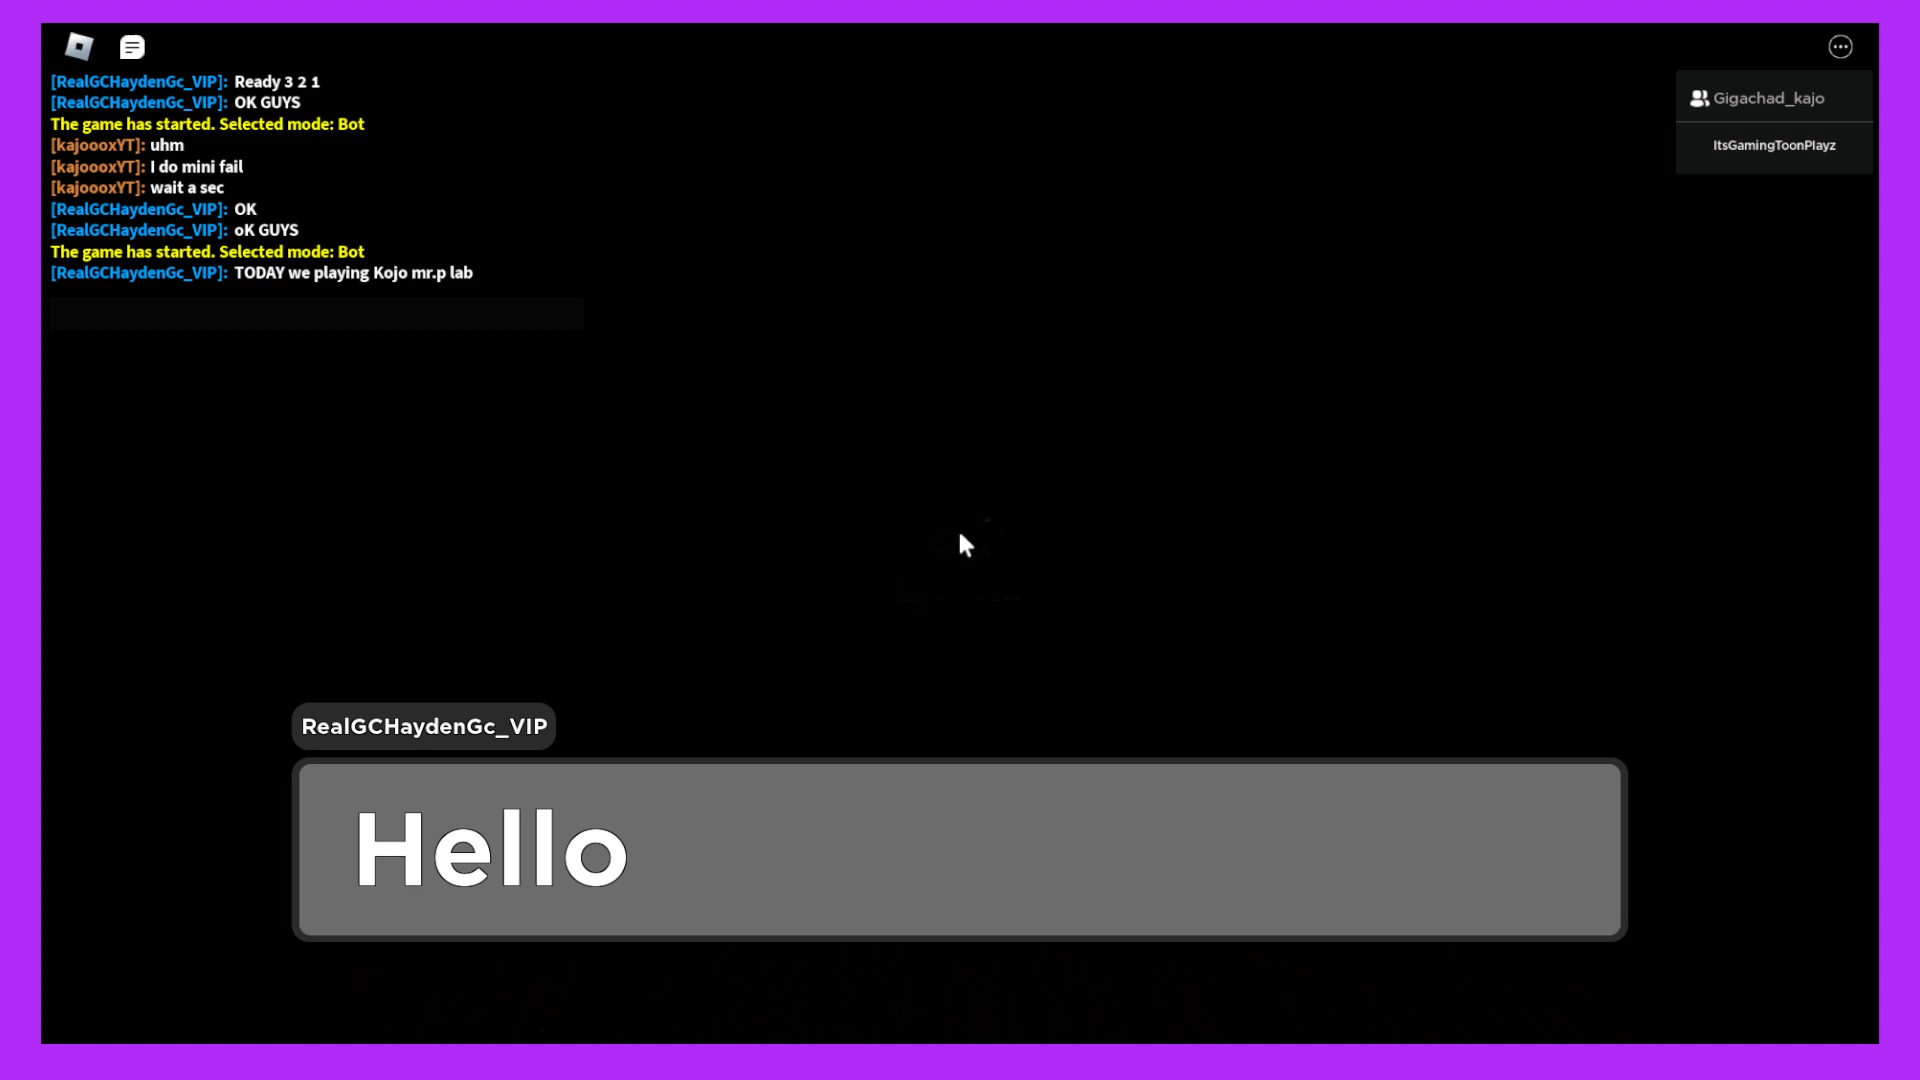 [RealGCHaydenGc_VIP]: Ready 3 2 1
[RealGCHaydenGc_VIP]: OK GUYS
The game has started. Selected mode: Bot
[kajoooxYT]: uhm
[kajoooxYT]: I do mini fail
[kajoooxYT]: wait a sec
[RealGCHaydenGc_VIP]: OK
[RealGCHaydenGc_VIP]: oK GUYS
The game has started. Selected mode: Bot
[RealGCHaydenGc_VIP]: TODAY we playing Kojo mr.p lab
Gigachad_kajo
ItsGamingToonPlayz
RealGCHaydenGc_VIP
Hello